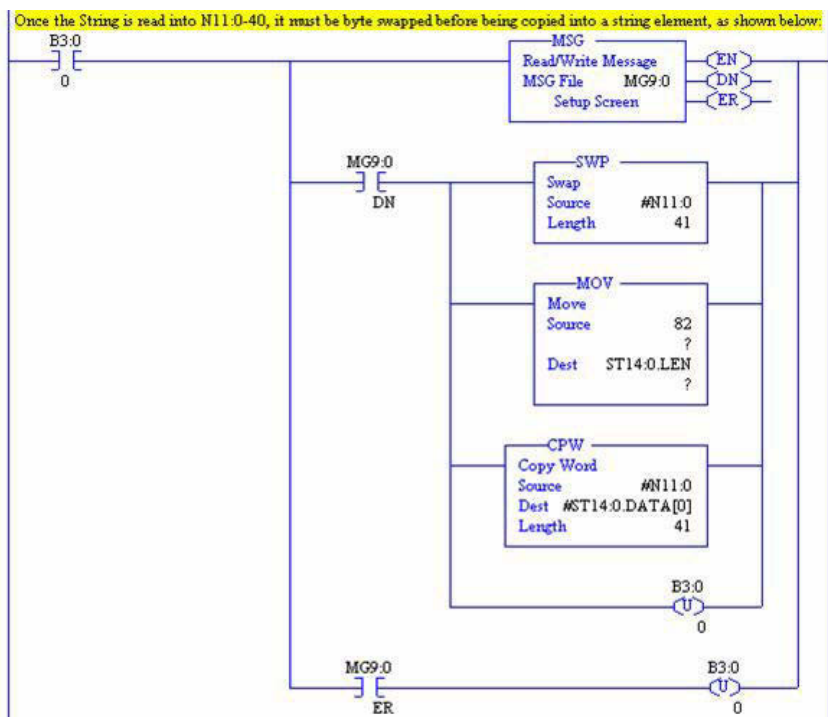 Once the String is read into N11:0-40, it must be byte swapped before being copied into a string element, as shown below:
B3:0
0
MSG
Read/Write Message
MSG File MG9:0
Setup Screen
EN
DN
ER
MG9:0
DN
SWP
Swap
Source #N11:0
Length 41
MOV
Move
Source 82
?
Dest ST14:0.LEN
?
CPW
Copy Word
Source #N11:0
Dest #ST14:0.DATA[0]
Length 41
B3:0
U
0
MG9:0
ER
B3:0
U
0